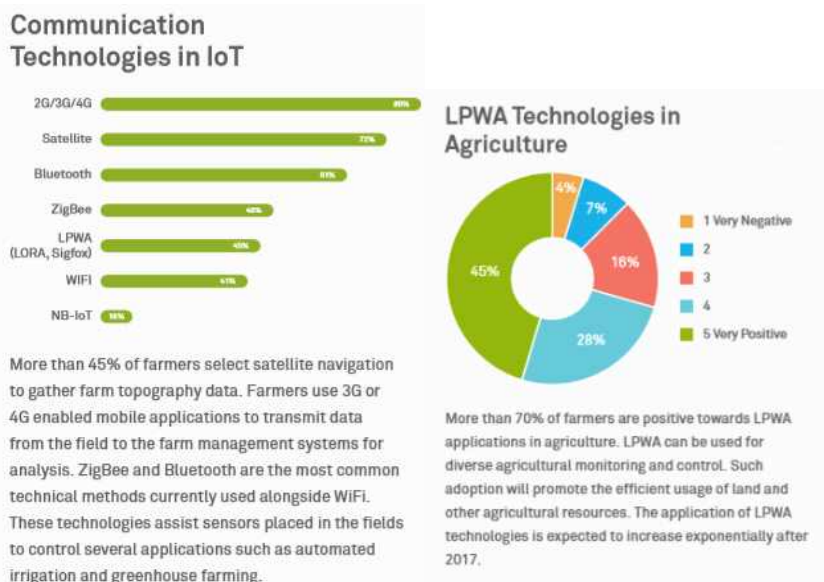 Communication
Technologies in IoT
2G/3G/4G
Satellite
72%
Bluetooth
ZigBee
LPWA
(LORA, Sigfox)
WIFI
41%
NB-IoT
More than 45% of farmers select satellite navigation
to gather farm topography data. Farmers use 3G or
4G enabled mobile applications to transmit data
from the field to the farm management systems for
analysis. ZigBee and Bluetooth are the most common
technical methods currently used alongside WiFi.
These technologies assist sensors placed in the fields
to control several applications such as automated
irrigation and greenhouse farming.
LPWA Technologies in
Agriculture
4%
7%
16%
28%
45%
1 Very Negative
2
3
4
5 Very Positive
More than 70% of farmers are positive towards LPWA
applications in agriculture. LPWA can be used for
diverse agricultural monitoring and control. Such
adoption will promote the efficient usage of land and
other agricultural resources. The application of LPWA
technologies is expected to increase exponentially after
2017.